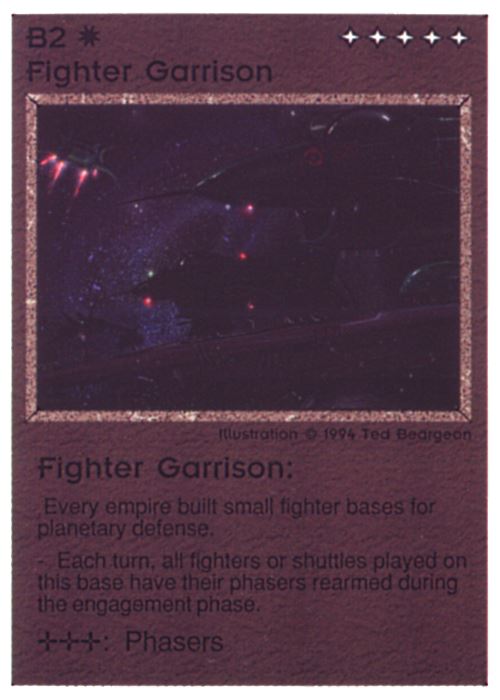 B2 ✷
Fighter Garrison
Illustration © 1994 Ted Beargeon
Fighter Garrison:
Every empire built small fighter bases for
planetary defense.
- Each turn, all fighters or shuttles played on
this base have their phasers rearmed during
the engagement phase.
✢✢✢: Phasers